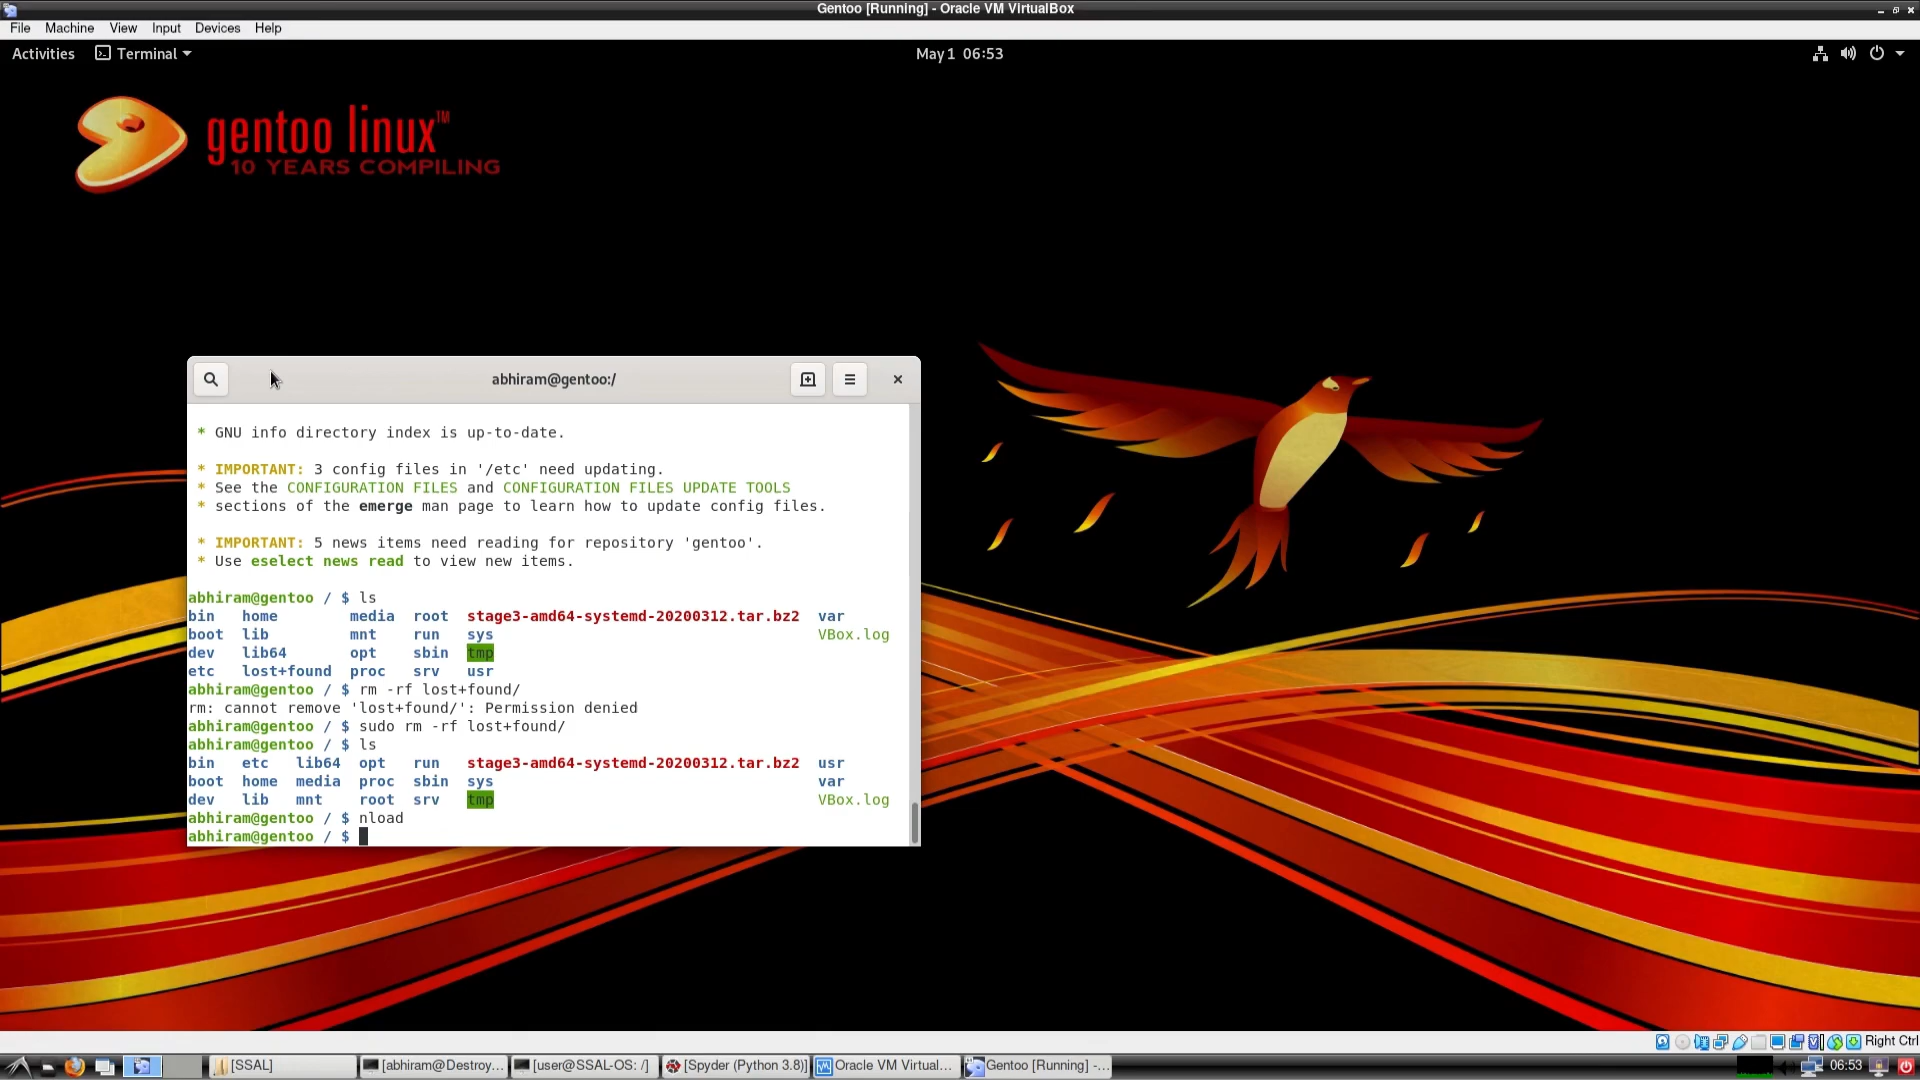 Gentoo [Running] - Oracle VM VirtualBox
File Machine View Input Devices Help
Activities Terminal May 1 06:53
gentoo linux™
10 YEARS COMPILING
abhiram@gentoo:/
* GNU info directory index is up-to-date.
* IMPORTANT: 3 config files in '/etc' need updating.
* See the CONFIGURATION FILES and CONFIGURATION FILES UPDATE TOOLS
* sections of the emerge man page to learn how to update config files.
* IMPORTANT: 5 news items need reading for repository 'gentoo'.
* Use eselect news read to view new items.
abhiram@gentoo / $ ls
bin home media root stage3-amd64-systemd-20200312.tar.bz2 var
boot lib mnt run sys VBox.log
dev lib64 opt sbin tmp
etc lost+found proc srv usr
abhiram@gentoo / $ rm -rf lost+found/
rm: cannot remove 'lost+found/': Permission denied
abhiram@gentoo / $ sudo rm -rf lost+found/
abhiram@gentoo / $ ls
bin etc lib64 opt run stage3-amd64-systemd-20200312.tar.bz2 usr
boot home media proc sbin sys var
dev lib mnt root srv tmp VBox.log
abhiram@gentoo / $ nload
abhiram@gentoo / $
Right Ctrl
[SSAL] [abhiram@Destroy... [user@SSAL-OS: /] [Spyder (Python 3.8)] Oracle VM Virtual... Gentoo [Running] -... 06:53